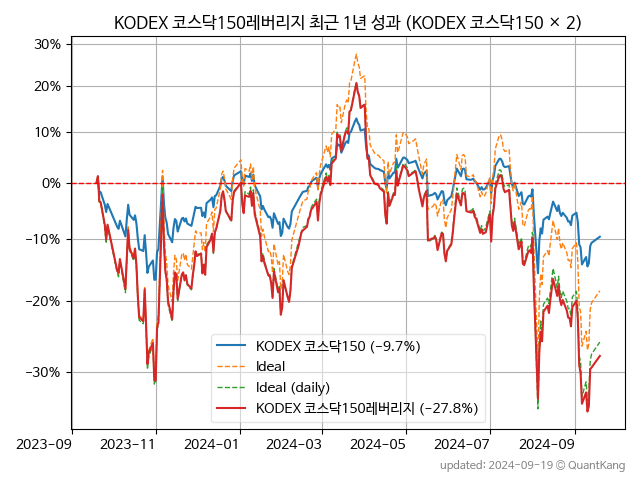 KODEX 코스닥150레버리지 최근 1년 성과 (KODEX 코스닥150 × 2)
30%
20%
10%
0%
−10%
−20%
−30%
KODEX 코스닥150 (−9.7%)
Ideal
Ideal (daily)
KODEX 코스닥150레버리지 (−27.8%)
2023-09
2023-11
2024-01
2024-03
2024-05
2024-07
2024-09
updated: 2024-09-19 © QuantKang